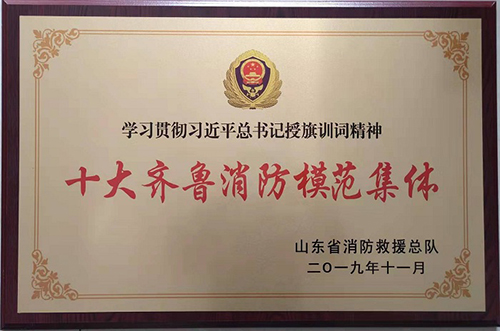 学习贯彻习近平总书记授旗训词精神
十大齐鲁消防模范集体
山东省消防救援总队
二〇一九年十一月